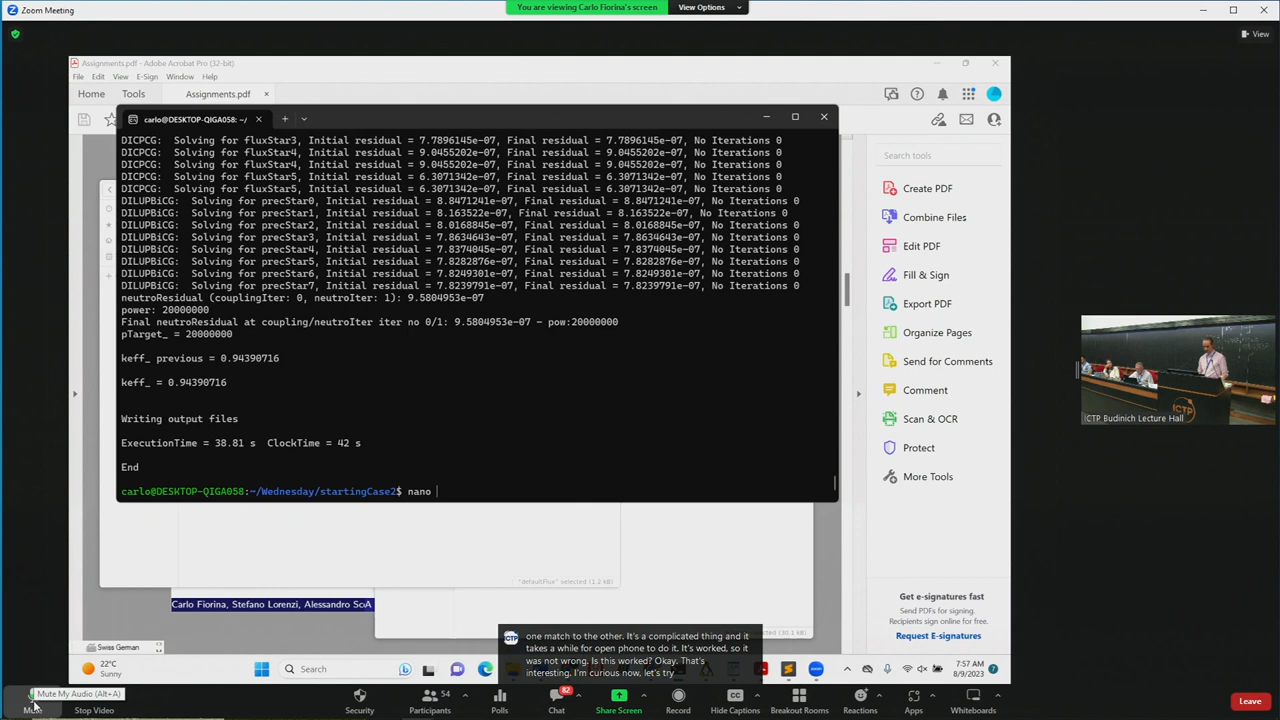 Zoom Meeting
You are viewing Carlo Fiorina's screen
View Options
View
Assignments.pdf - Adobe Acrobat Pro (32-bit)
File Edit View E-Sign Window Help
Home Tools Assignments.pdf ×
carlo@DESKTOP-QIGA058: ~/
DICPCG:  Solving for fluxStar3, Initial residual = 7.7896145e-07, Final residual = 7.7896145e-07, No Iterations 0
DICPCG:  Solving for fluxStar4, Initial residual = 9.0455202e-07, Final residual = 9.0455202e-07, No Iterations 0
DICPCG:  Solving for fluxStar4, Initial residual = 9.0455202e-07, Final residual = 9.0455202e-07, No Iterations 0
DICPCG:  Solving for fluxStar5, Initial residual = 6.3071342e-07, Final residual = 6.3071342e-07, No Iterations 0
DICPCG:  Solving for fluxStar5, Initial residual = 6.3071342e-07, Final residual = 6.3071342e-07, No Iterations 0
DILUPBiCG:  Solving for precStar0, Initial residual = 8.8471241e-07, Final residual = 8.8471241e-07, No Iterations 0
DILUPBiCG:  Solving for precStar1, Initial residual = 8.163522e-07, Final residual = 8.163522e-07, No Iterations 0
DILUPBiCG:  Solving for precStar2, Initial residual = 8.0168845e-07, Final residual = 8.0168845e-07, No Iterations 0
DILUPBiCG:  Solving for precStar3, Initial residual = 7.8634643e-07, Final residual = 7.8634643e-07, No Iterations 0
DILUPBiCG:  Solving for precStar4, Initial residual = 7.8374045e-07, Final residual = 7.8374045e-07, No Iterations 0
DILUPBiCG:  Solving for precStar5, Initial residual = 7.8282876e-07, Final residual = 7.8282876e-07, No Iterations 0
DILUPBiCG:  Solving for precStar6, Initial residual = 7.8249301e-07, Final residual = 7.8249301e-07, No Iterations 0
DILUPBiCG:  Solving for precStar7, Initial residual = 7.8239791e-07, Final residual = 7.8239791e-07, No Iterations 0
neutroResidual (couplingIter: 0, neutroIter: 1): 9.5804953e-07
power: 20000000
Final neutroResidual at coupling/neutroIter iter no 0/1: 9.5804953e-07 - pow:20000000
pTarget_ = 20000000
keff_ previous = 0.94390716
keff_ = 0.94390716
Writing output files
ExecutionTime = 38.81 s  ClockTime = 42 s
End
carlo@DESKTOP-QIGA058:~/Wednesday/startingCase2$ nano
"defaultFlux" selected (1.2 kB)
Carlo Fiorina, Stefano Lorenzi, Alessandro Sc
Swiss German
Search tools
Create PDF
Combine Files
Edit PDF
Fill & Sign
Export PDF
Organize Pages
Send for Comments
Comment
Scan & OCR
Protect
More Tools
Get e-signatures fast
Send PDFs for signing.
Recipients sign online for free.
Request E-signatures
ICTP
ICTP Budinich Lecture Hall
ICTP
one match to the other. It's a complicated thing and it
takes a while for open phone to do it. It's worked, so it
was not wrong. Is this worked? Okay. That's
interesting. I'm curious now, let's try
22°C
Sunny
Search
7:57 AM
8/9/2023
Mute My Audio (Alt+A)
Mute Stop Video Security Participants 54 Polls Chat 82 Share Screen Record Hide Captions Breakout Rooms Reactions Apps Whiteboards Leave